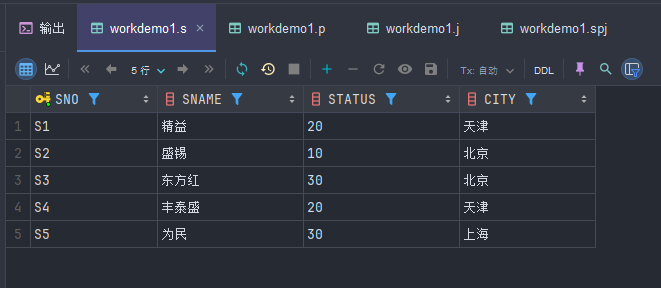 输出 workdemo1.s workdemo1.p workdemo1.j workdemo1.spj
5 行 Tx: 自动 DDL
SNO SNAME STATUS CITY
1 S1 精益 20 天津
2 S2 盛锡 10 北京
3 S3 东方红 30 北京
4 S4 丰泰盛 20 天津
5 S5 为民 30 上海